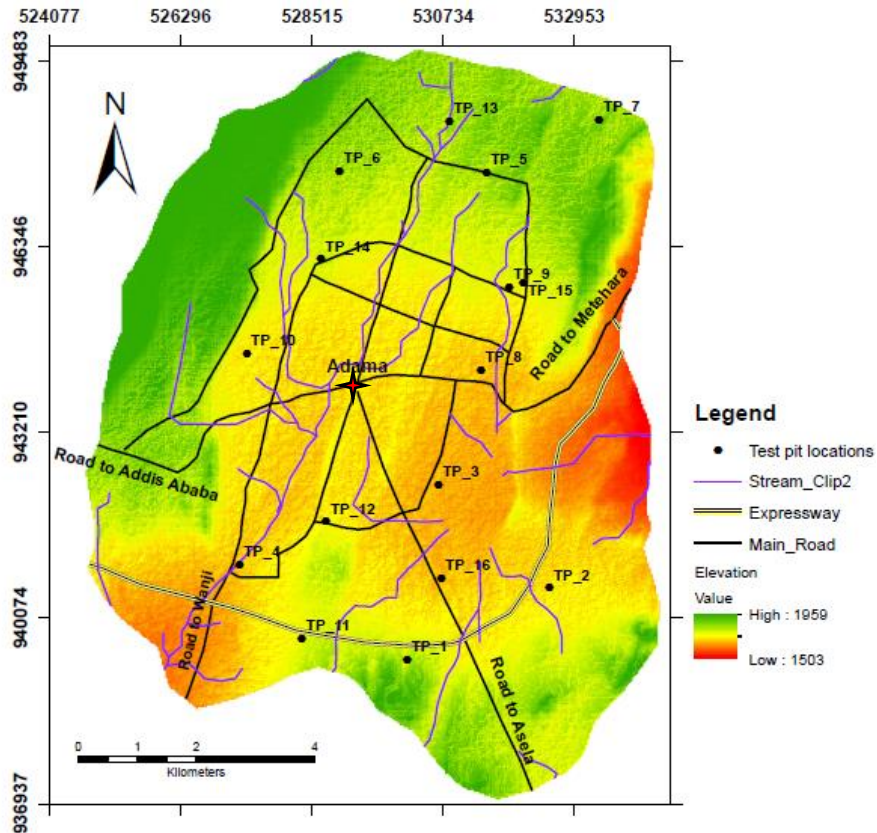 524077 526296 528515 530734 532953
949483
946346
943210
940074
936937
N
TP_13
TP_7
TP_6
TP_5
TP_14
TP_9
TP_15
Road to Metehara
TP_10
TP_8
Adama
Road to Addis Ababa
TP_3
TP_12
TP_4
TP_16
TP_2
Road to Wanji
TP_11
TP_1
Road to Asela
0 1 2 4
Kilometers
Legend
Test pit locations
Stream_Clip2
Expressway
Main_Road
Elevation
Value
High : 1959
Low : 1503